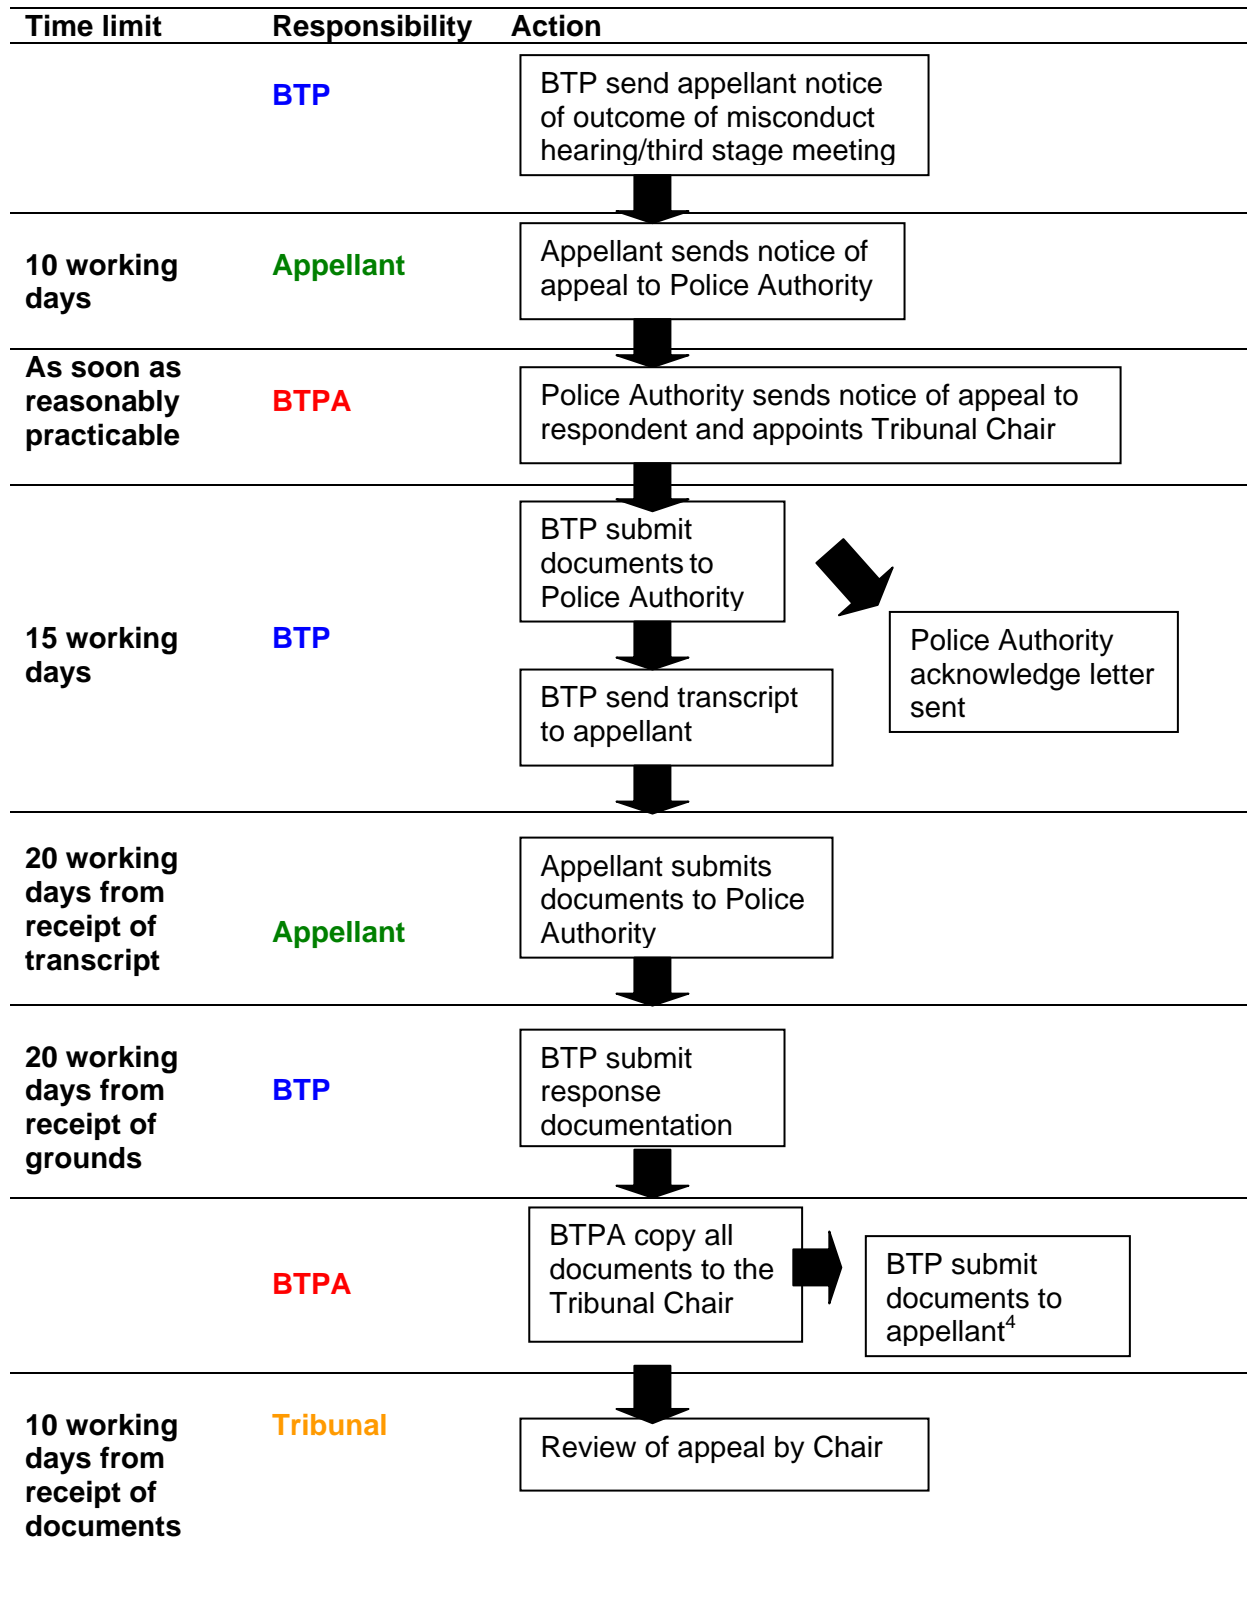 Time limit Responsibility Action
BTP
BTP send appellant notice
of outcome of misconduct
hearing/third stage meeting
10 working
days
Appellant
Appellant sends notice of
appeal to Police Authority
As soon as
reasonably
practicable
BTPA
Police Authority sends notice of appeal to
respondent and appoints Tribunal Chair
15 working
days
BTP
BTP submit
documents to
Police Authority
Police Authority
acknowledge letter
sent
BTP send transcript
to appellant
20 working
days from
receipt of
transcript
Appellant
Appellant submits
documents to Police
Authority
20 working
days from
receipt of
grounds
BTP
BTP submit
response
documentation
BTPA
BTPA copy all
documents to the
Tribunal Chair
BTP submit
documents to
appellant⁴
10 working
days from
receipt of
documents
Tribunal
Review of appeal by Chair